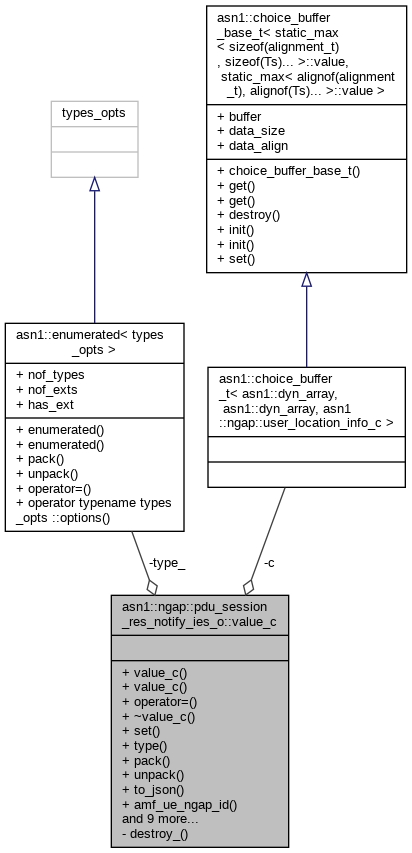 asn1::choice_buffer
_base_t< static_max
< sizeof(alignment_t)
, sizeof(Ts)... >::value,
static_max< alignof(alignment
_t), alignof(Ts)... >::value >
+ buffer
+ data_size
+ data_align
+ choice_buffer_base_t()
+ get()
+ get()
+ destroy()
+ init()
+ init()
+ set()
types_opts
asn1::enumerated< types
_opts >
+ nof_types
+ nof_exts
+ has_ext
+ enumerated()
+ enumerated()
+ pack()
+ unpack()
+ operator=()
+ operator typename types
_opts ::options()
asn1::choice_buffer
_t< asn1::dyn_array,
asn1::dyn_array, asn1
::ngap::user_location_info_c >
-type_
-c
asn1::ngap::pdu_session
_res_notify_ies_o::value_c
+ value_c()
+ value_c()
+ operator=()
+ ~value_c()
+ set()
+ type()
+ pack()
+ unpack()
+ to_json()
+ amf_ue_ngap_id()
and 9 more...
- destroy_()